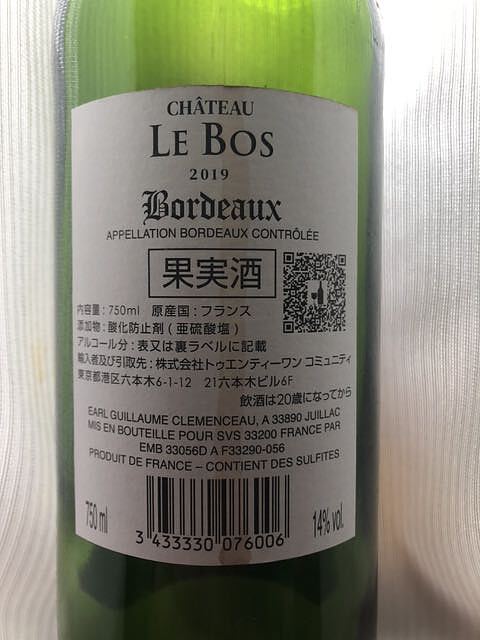 CHÂTEAU
LE BOS
2019
Bordeaux
APPELLATION BORDEAUX CONTRÔLÉE
果実酒
内容量:750ml 原産国:フランス
添加物:酸化防止剤(亜硫酸塩)
アルコール分:表又は裏ラベルに記載
輸入者及び引取先:株式会社トゥエンティーワン コミュニティ
東京都港区六本木6-1-12 21六本木ビル6F
飲酒は20歳になってから
EARL GUILLAUME CLEMENCEAU, A 33890 JUILLAC
MIS EN BOUTEILLE POUR SVS 33200 FRANCE PAR
EMB 33056D A F33290-056
PRODUIT DE FRANCE – CONTIENT DES SULFITES
750 ml
14% vol.
3 433330 076006